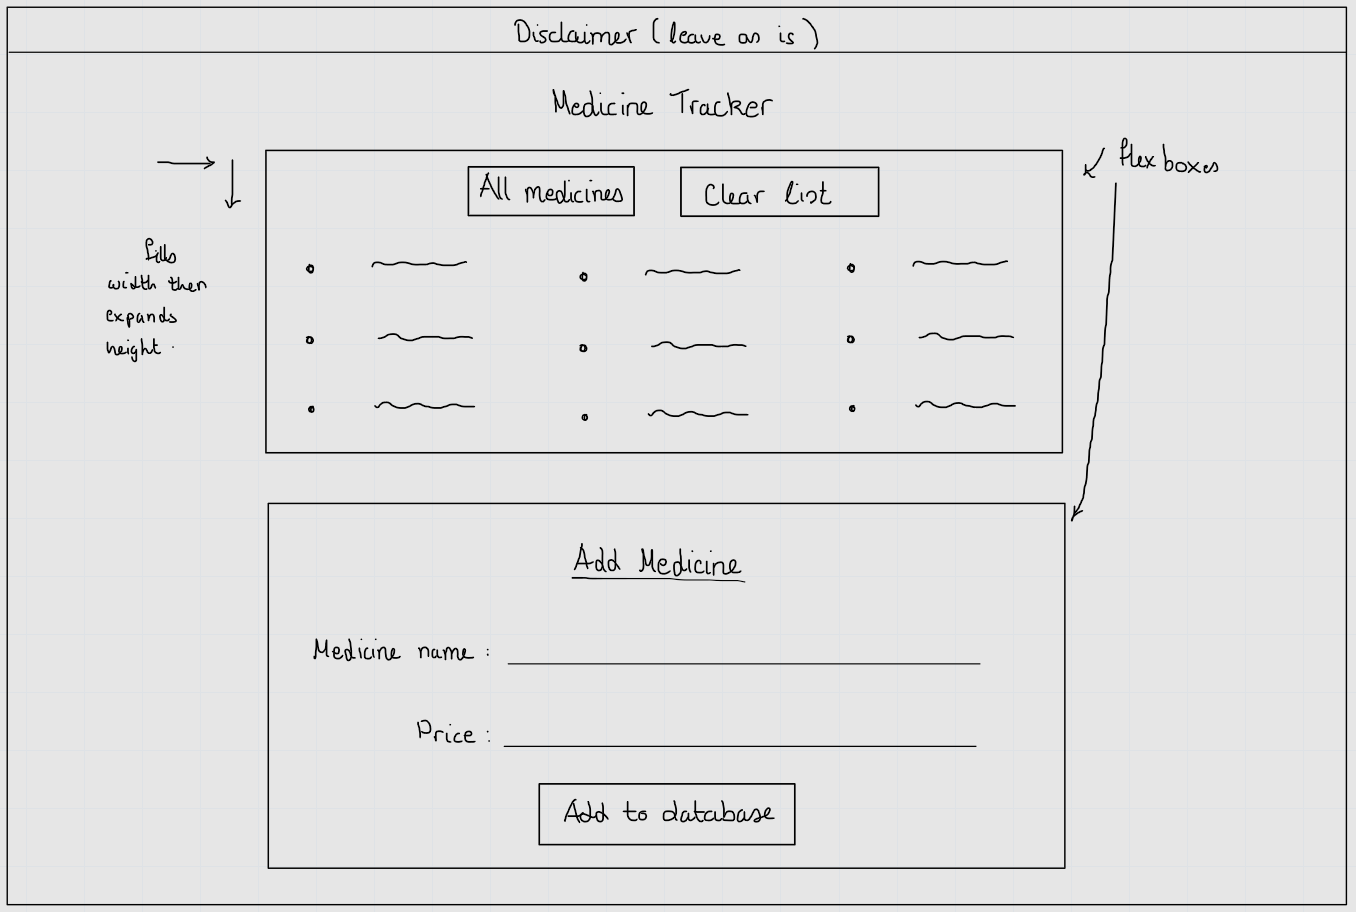 Disclaimer (leave as is)
Medicine Tracker
flex boxes
All medicines
Clear list
fills
width then
expands
height.
Add Medicine
Medicine name :
Price :
Add to database